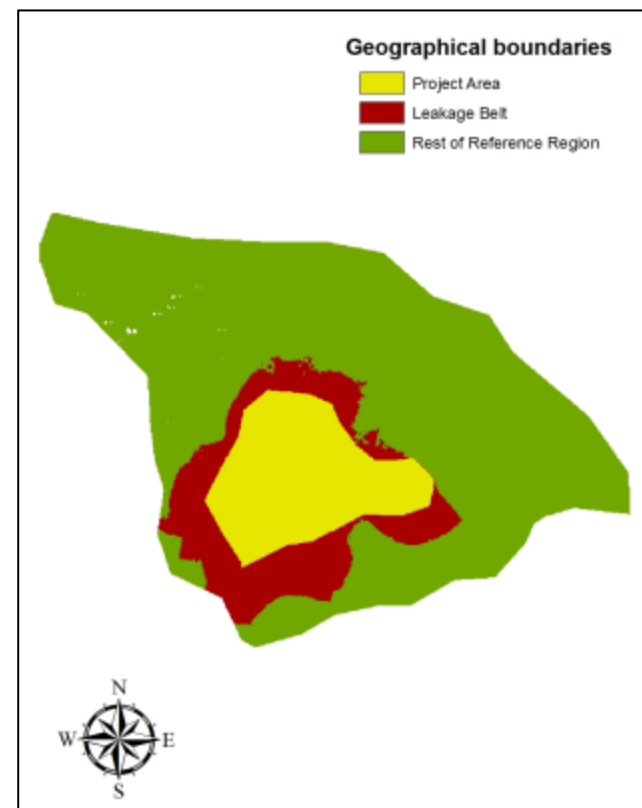 Geographical boundaries
Project Area
Leakage Belt
Rest of Reference Region
N
W E
S